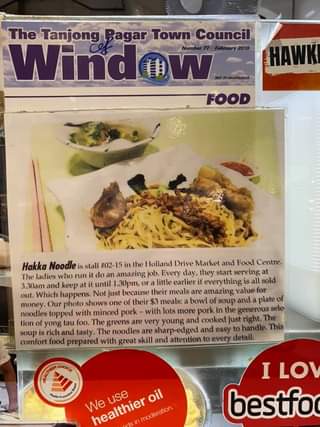 The Tanjong Pagar Town Council
Window
of
FOOD
HAWK
Hakka Noodle is stall #02-15 in the Holland Drive Market and Food Centre.
The ladies who run it do an amazing job. Every day, they start serving at
3.30am and keep at it until 1.30pm, or a little earlier if everything is all sold
out. Which happens. Not just because their meals are amazing value for
money. Our photo shows one of their $3 meals: a bowl of soup and a plate of
noodles topped with minced pork – with lots more pork in the generous selec-
tion of yong tau foo. The greens are very young and cooked just right. The
soup is rich and tasty. The noodles are sharp-edged and easy to handle. This
comfort food prepared with great skill and attention to every detail.
We use
healthier oil
in moderation.
I LOV
bestfoo